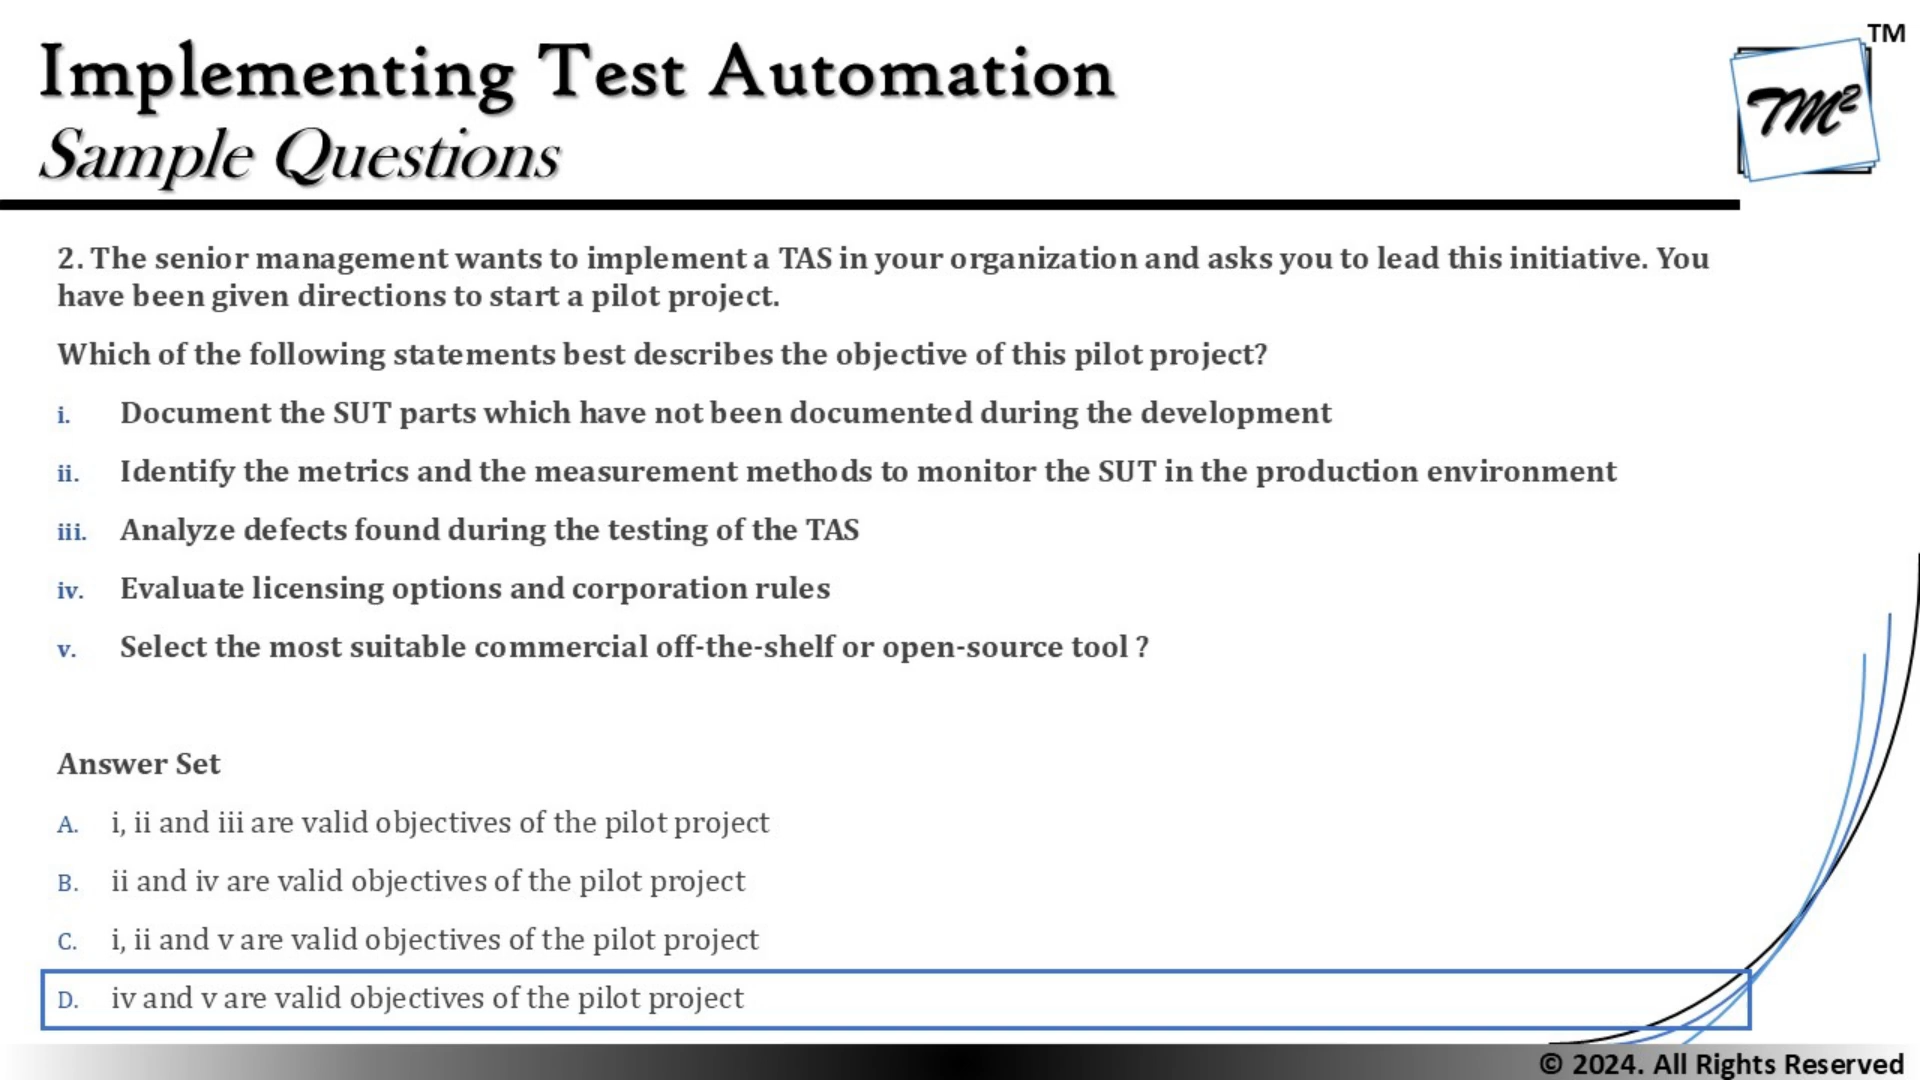 Implementing Test Automation
Sample Questions
TM
TM²
2. The senior management wants to implement a TAS in your organization and asks you to lead this initiative. You
have been given directions to start a pilot project.
Which of the following statements best describes the objective of this pilot project?
i. Document the SUT parts which have not been documented during the development
ii. Identify the metrics and the measurement methods to monitor the SUT in the production environment
iii. Analyze defects found during the testing of the TAS
iv. Evaluate licensing options and corporation rules
v. Select the most suitable commercial off-the-shelf or open-source tool ?
Answer Set
A. i, ii and iii are valid objectives of the pilot project
B. ii and iv are valid objectives of the pilot project
C. i, ii and v are valid objectives of the pilot project
D. iv and v are valid objectives of the pilot project
© 2024. All Rights Reserved